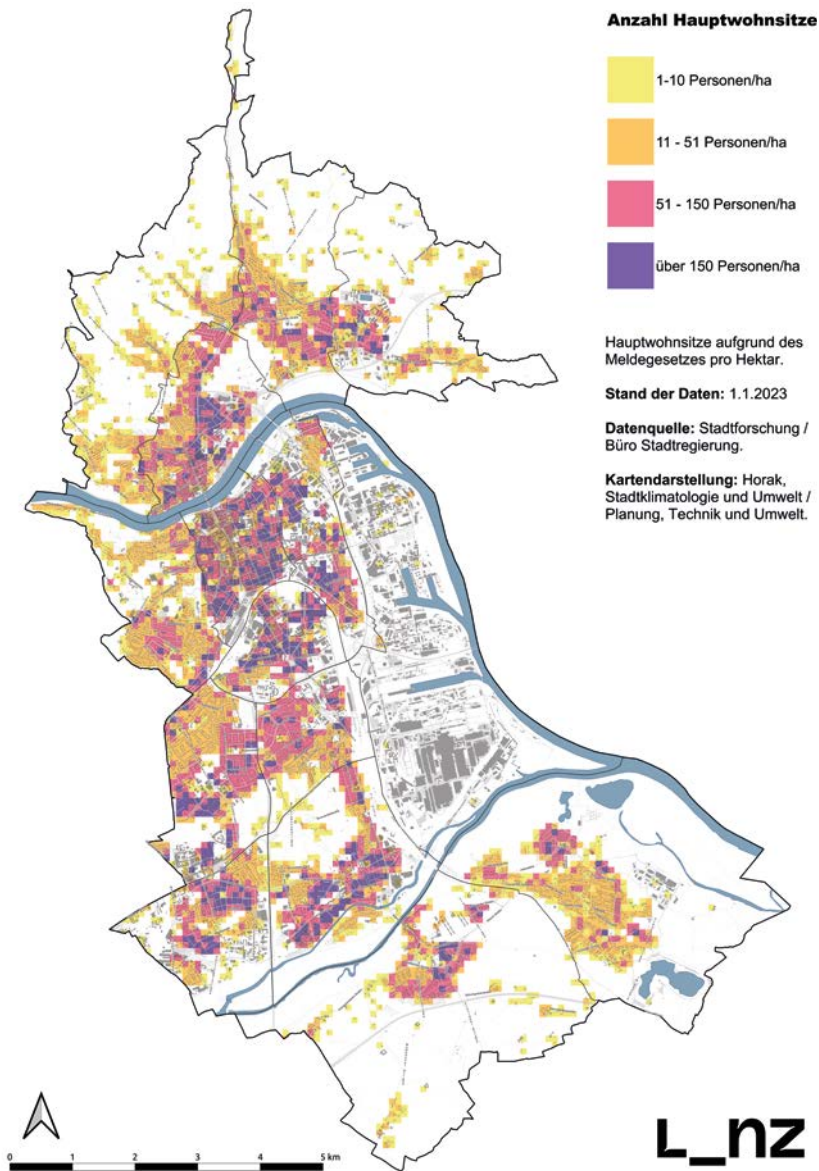 Anzahl Hauptwohnsitze
1-10 Personen/ha
11 - 51 Personen/ha
51 - 150 Personen/ha
über 150 Personen/ha
Hauptwohnsitze aufgrund des
Meldegesetzes pro Hektar.
Stand der Daten: 1.1.2023
Datenquelle: Stadtforschung /
Büro Stadtregierung.
Kartendarstellung: Horak,
Stadtklimatologie und Umwelt /
Planung, Technik und Umwelt.
0 1 2 3 4 5 km
L_nz